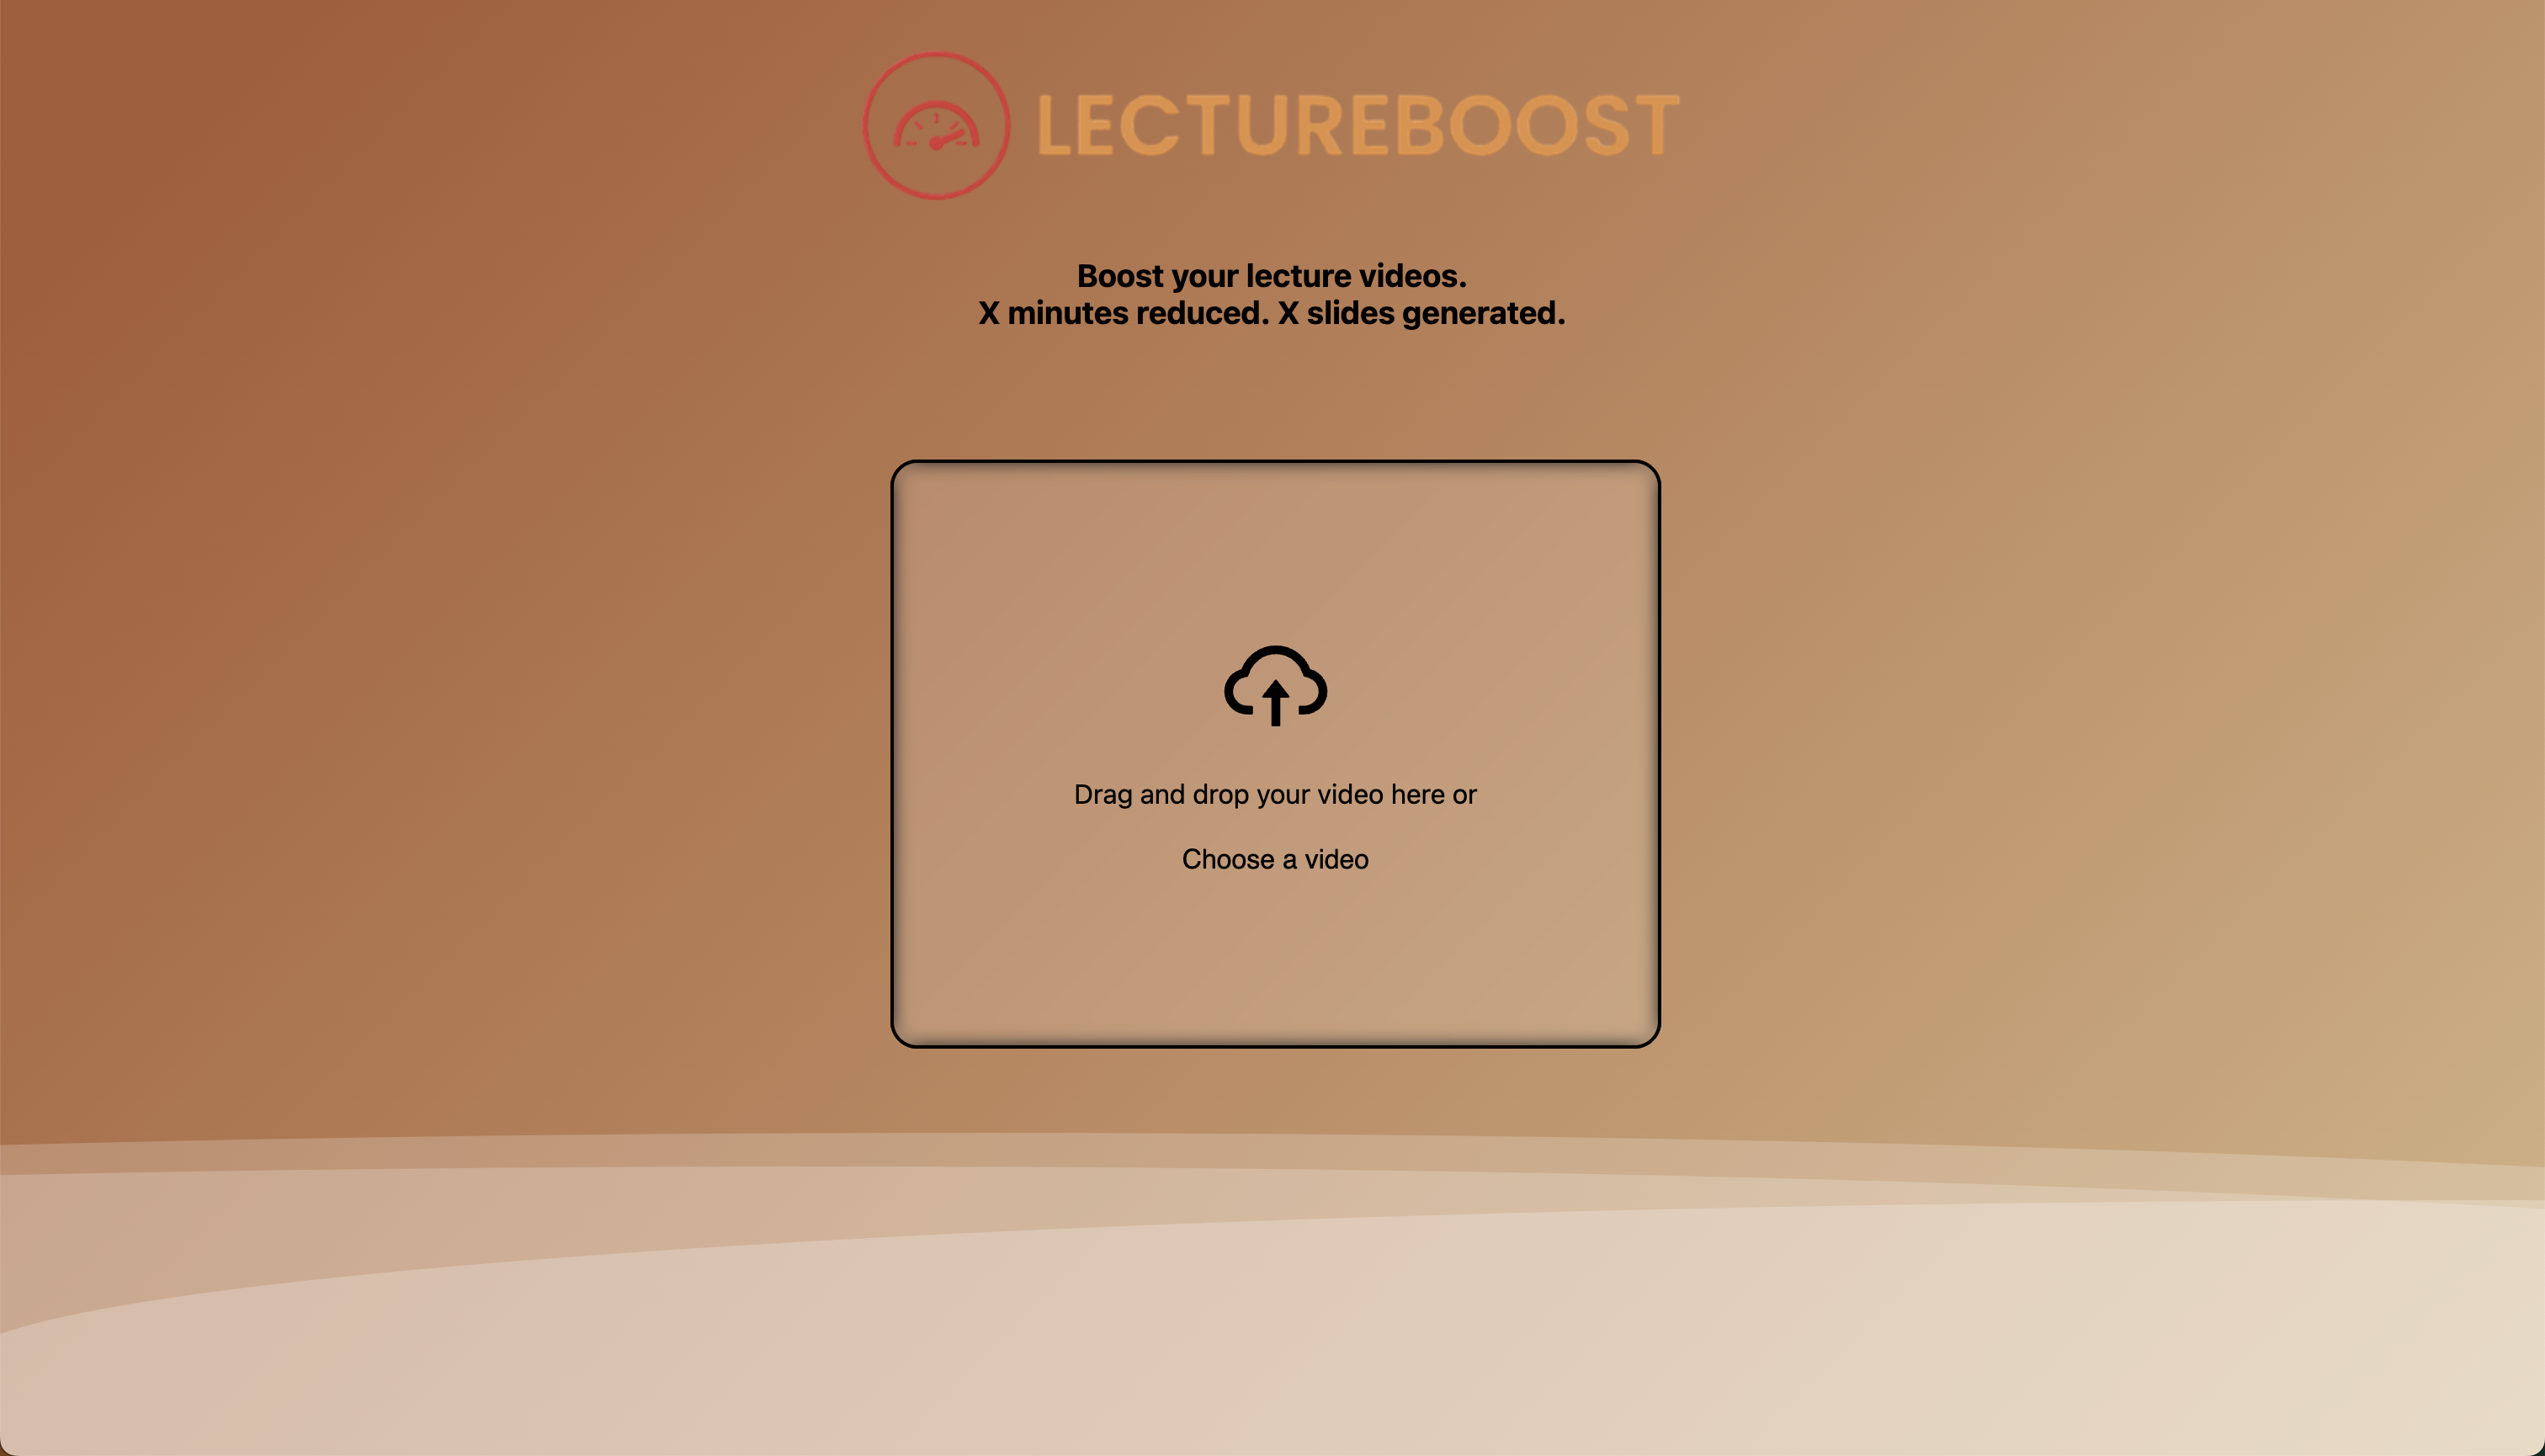 LECTUREBOOST
Boost your lecture videos.
X minutes reduced. X slides generated.
Drag and drop your video here or
Choose a video